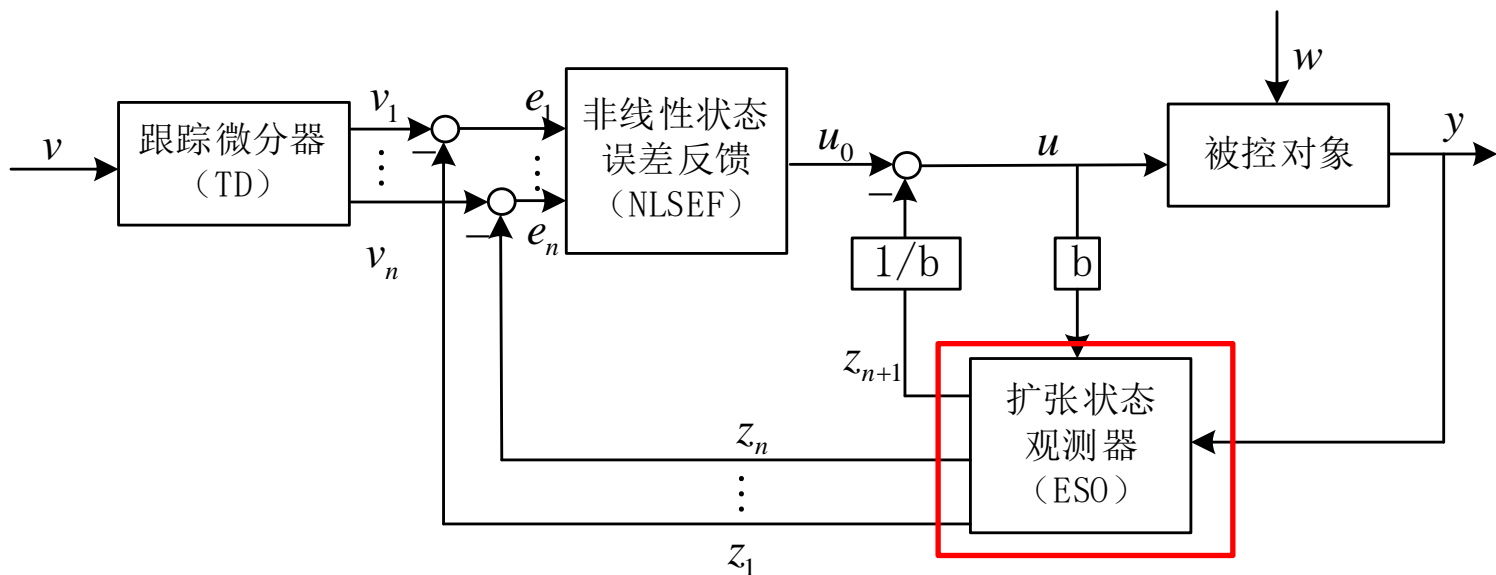 w
v
跟踪微分器
（TD）
v₁
⋮
vₙ
−
−
e₁
⋮
eₙ
非线性状态
误差反馈
（NLSEF）
u₀
−
u
被控对象
y
1/b
b
zₙ₊₁
扩张状态
观测器
（ESO）
zₙ
⋮
z₁